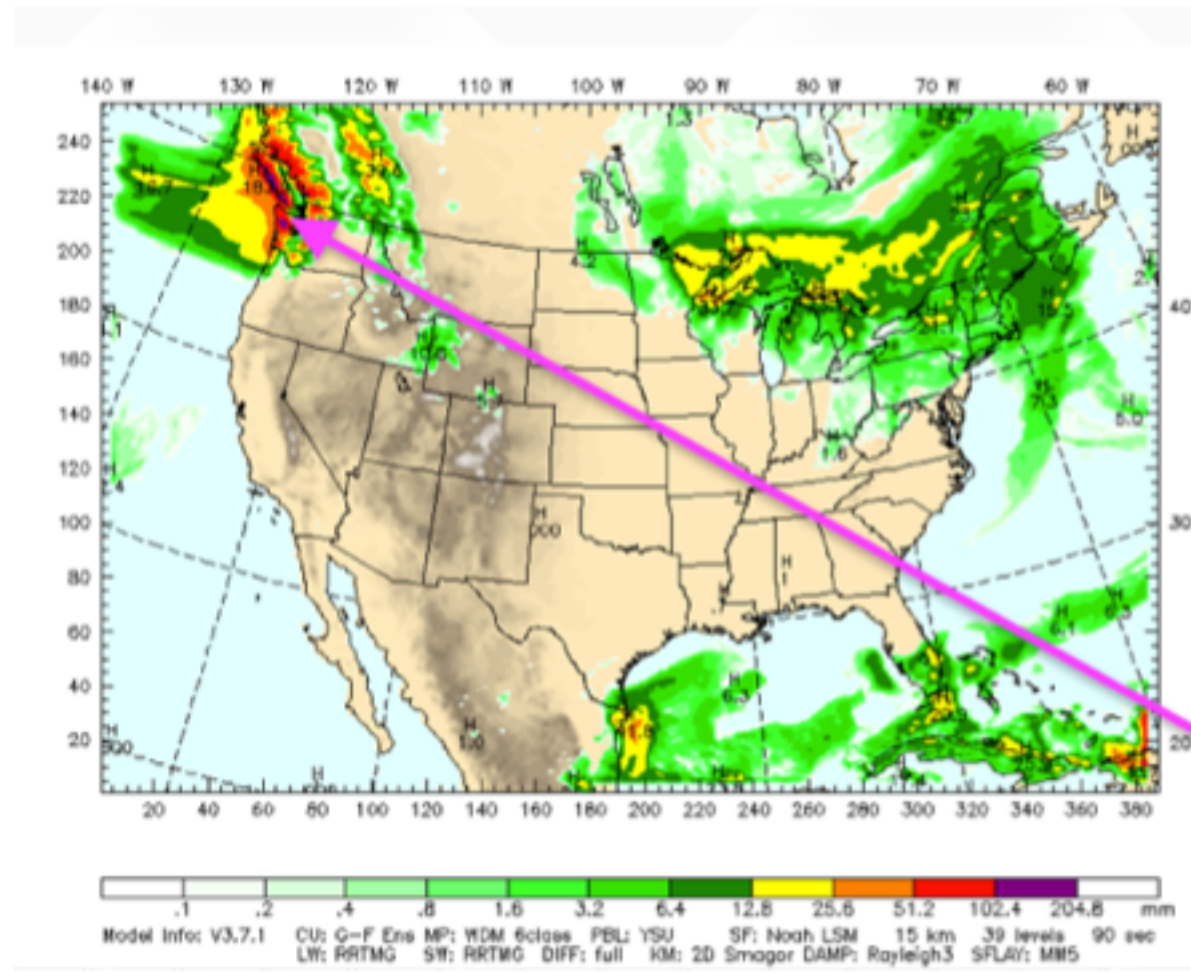 140 W 130 W 120 W 110 W 100 W 90 W 80 W 70 W 60 W
240
220
200
180
160
140
120
100
80
60
40
20
20 40 60 80 100 120 140 160 180 200 220 240 260 280 300 320 340 360 380
.1 .2 .4 .8 1.6 3.2 6.4 12.8 25.6 51.2 102.4 204.8 mm
Model Info: V3.7.1 CU: G-F Ens MP: WDM 6class PBL: YSU SF: Noah LSM 15 km 39 levels 90 sec
LW: RRTMG SW: RRTMG DIFF: full KM: 2D Smagor DAMP: Rayleigh3 SFLAY: MM5